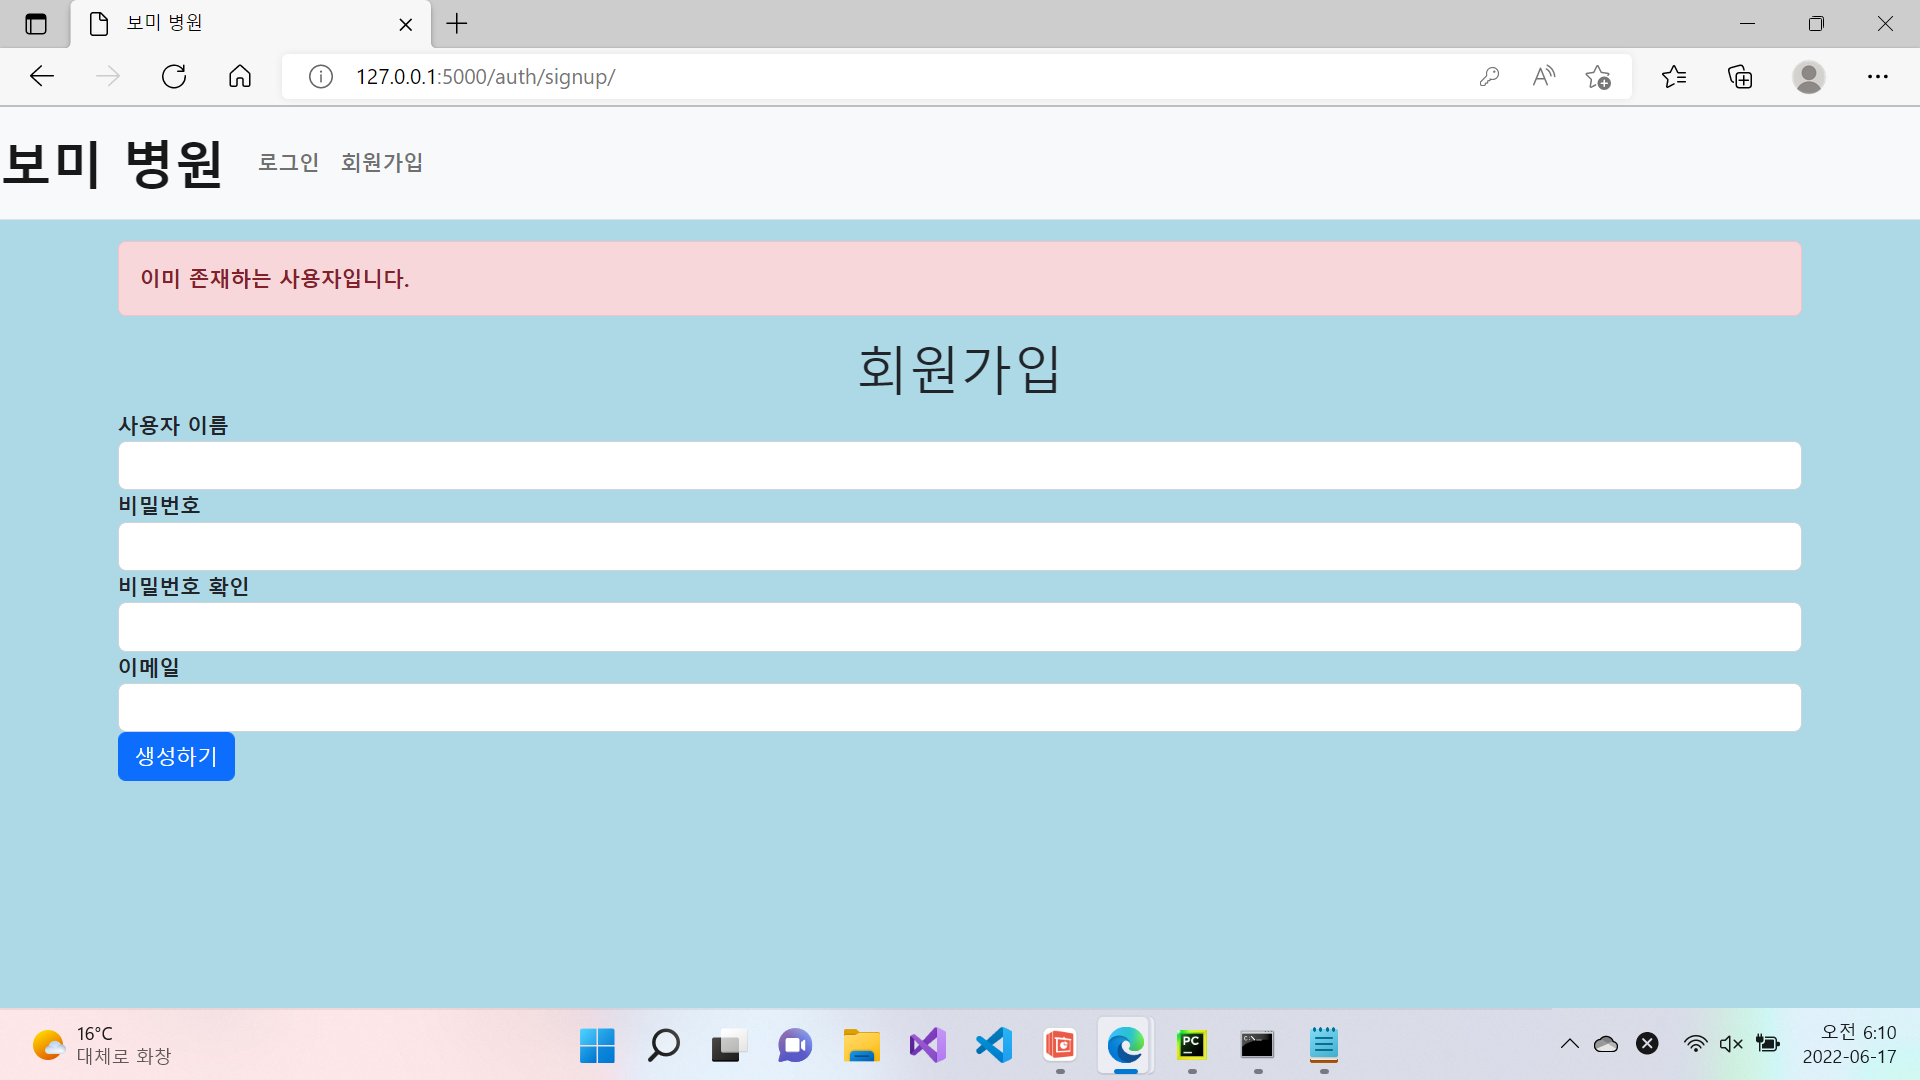 보미 병원
127.0.0.1:5000/auth/signup/
보미 병원 로그인 회원가입
이미 존재하는 사용자입니다.
회원가입
사용자 이름
비밀번호
비밀번호 확인
이메일
생성하기
16°C
대체로 화창
오전 6:10
2022-06-17